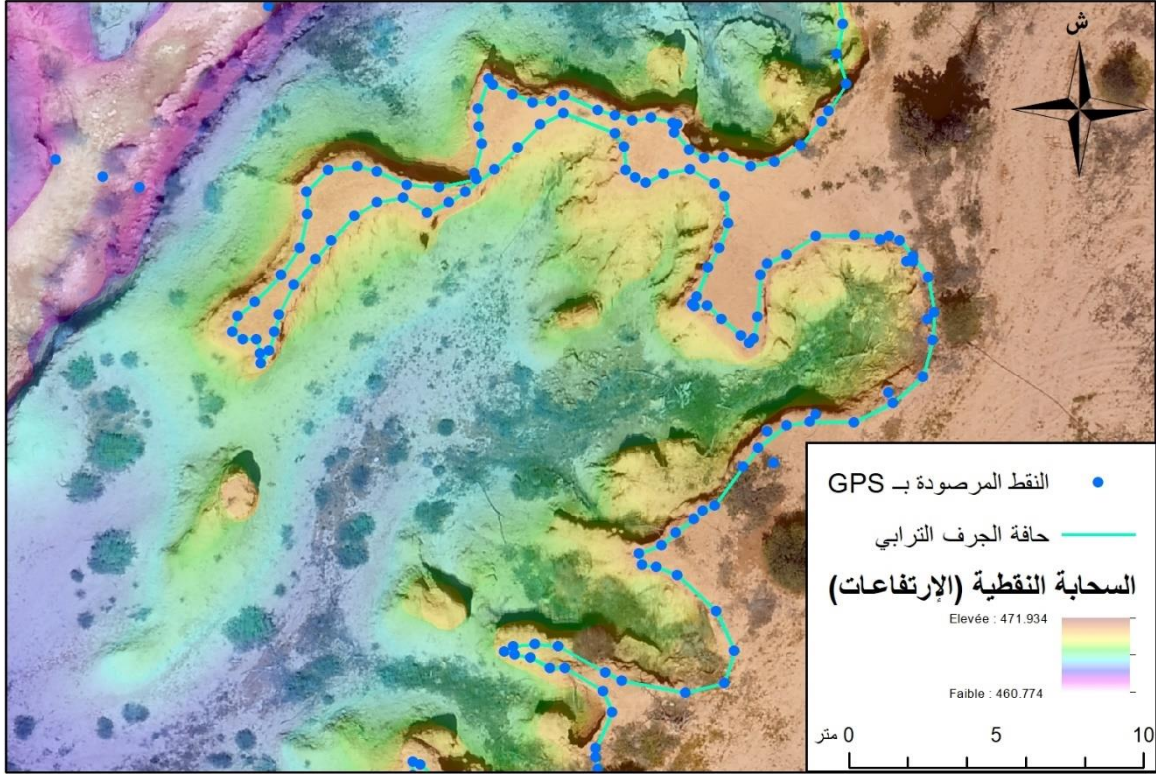 ش
النقط المرصودة بـ GPS
حافة الجرف الترابي
السحابة النقطية (الإرتفاعات)
Elevée : 471.934
Faible : 460.774
متر 0 5 10